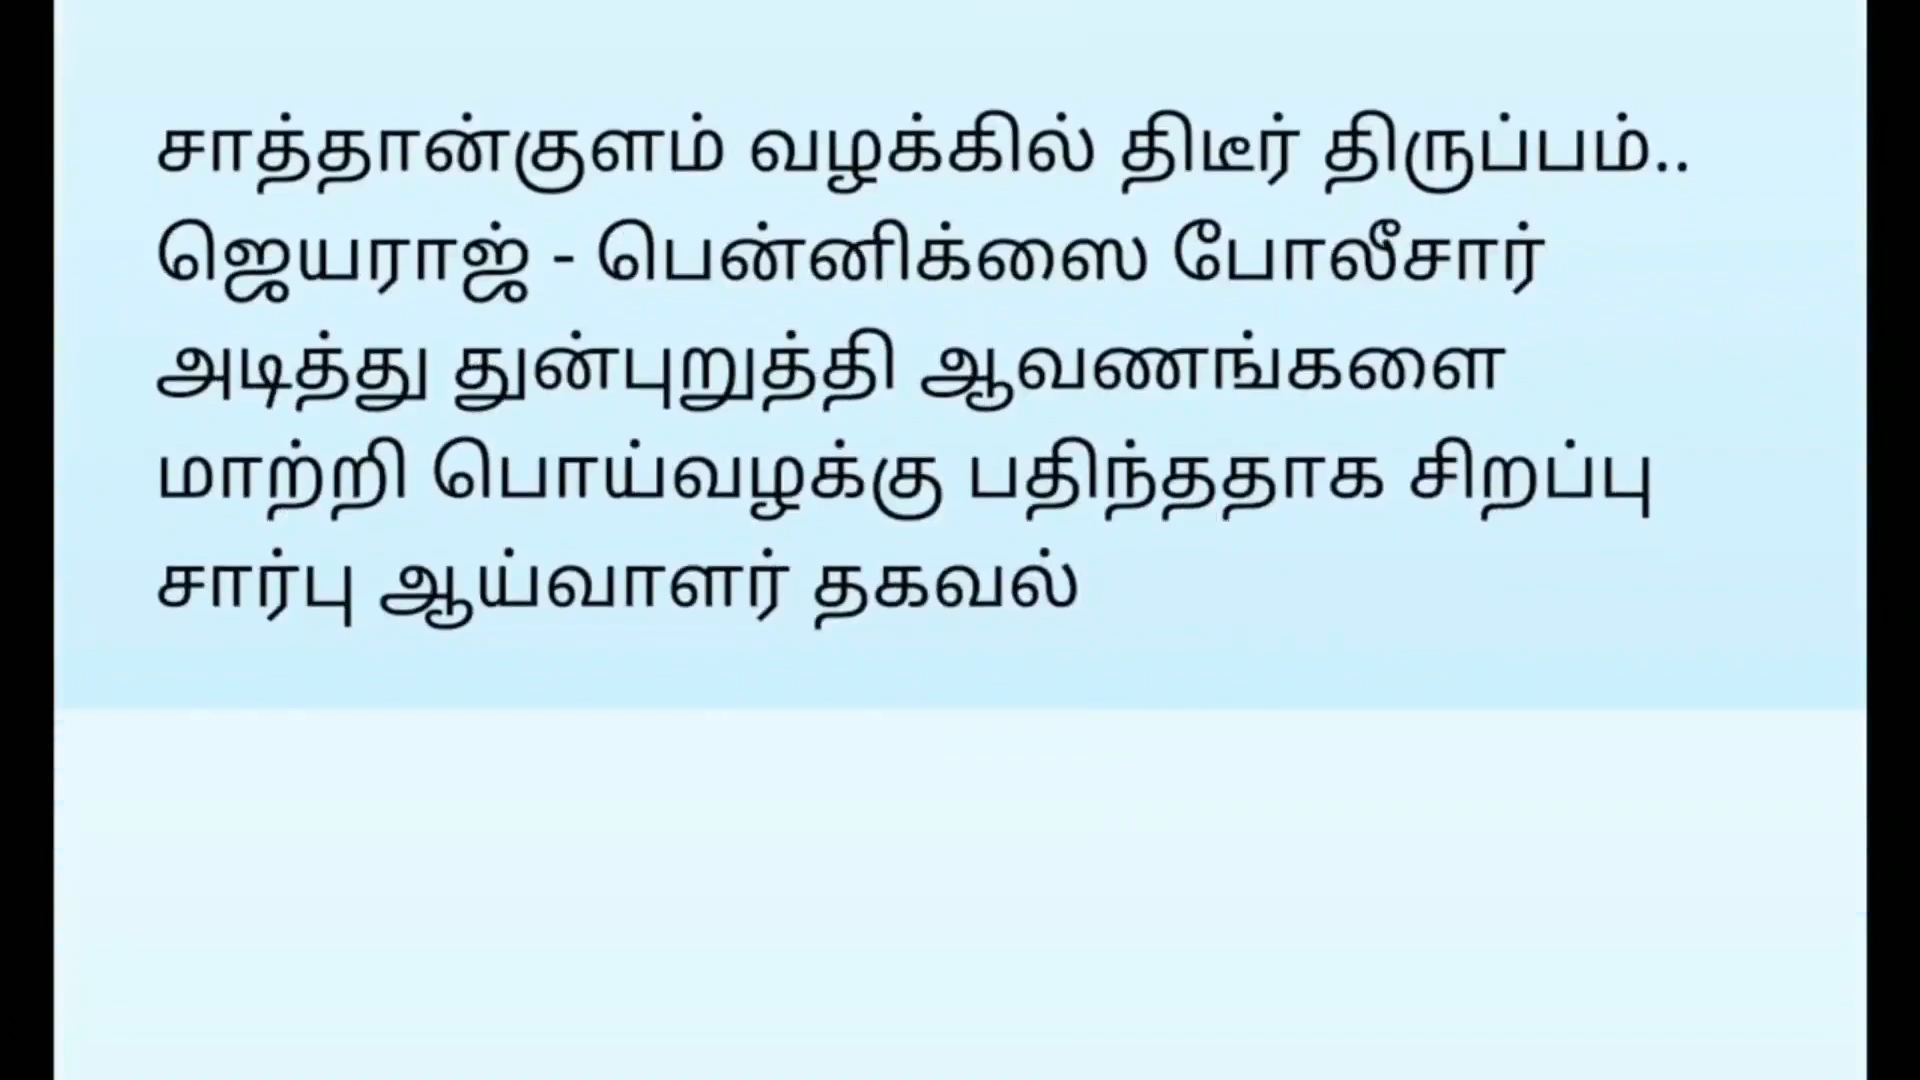 சாத்தான்குளம் வழக்கில் திடீர் திருப்பம்..
ஜெயராஜ் - பென்னிக்ஸை போலீசார்
அடித்து துன்புறுத்தி ஆவணங்களை
மாற்றி பொய்வழக்கு பதிந்ததாக சிறப்பு
சார்பு ஆய்வாளர் தகவல்